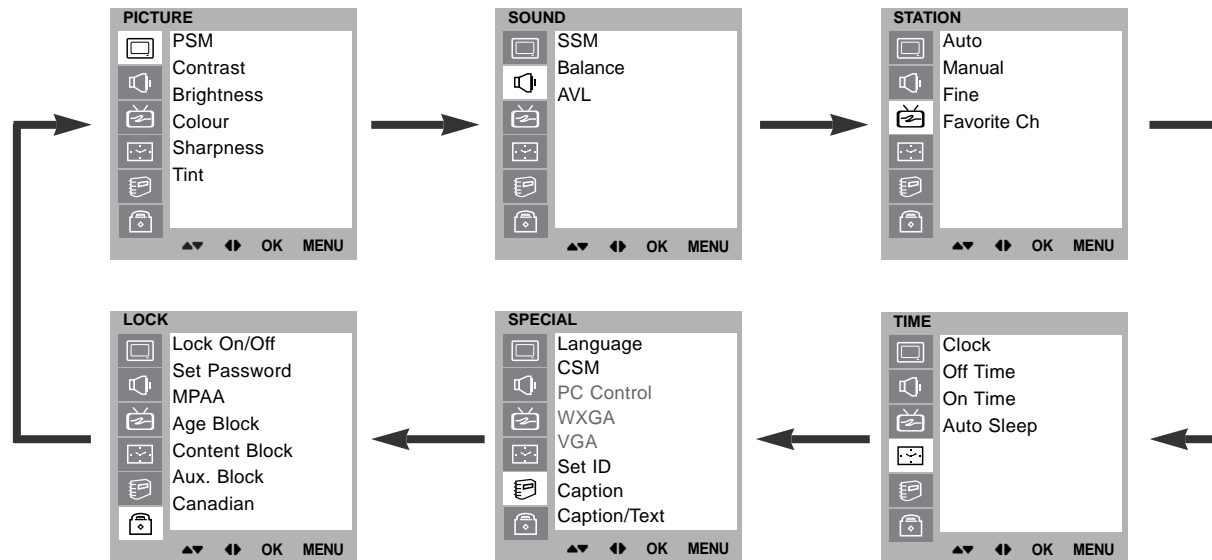 PICTURE
PSM
Contrast
Brightness
Colour
Sharpness
Tint
OK MENU
SOUND
SSM
Balance
AVL
OK MENU
STATION
Auto
Manual
Fine
Favorite Ch
OK MENU
LOCK
Lock On/Off
Set Password
MPAA
Age Block
Content Block
Aux. Block
Canadian
OK MENU
SPECIAL
Language
CSM
PC Control
WXGA
VGA
Set ID
Caption
Caption/Text
OK MENU
TIME
Clock
Off Time
On Time
Auto Sleep
OK MENU